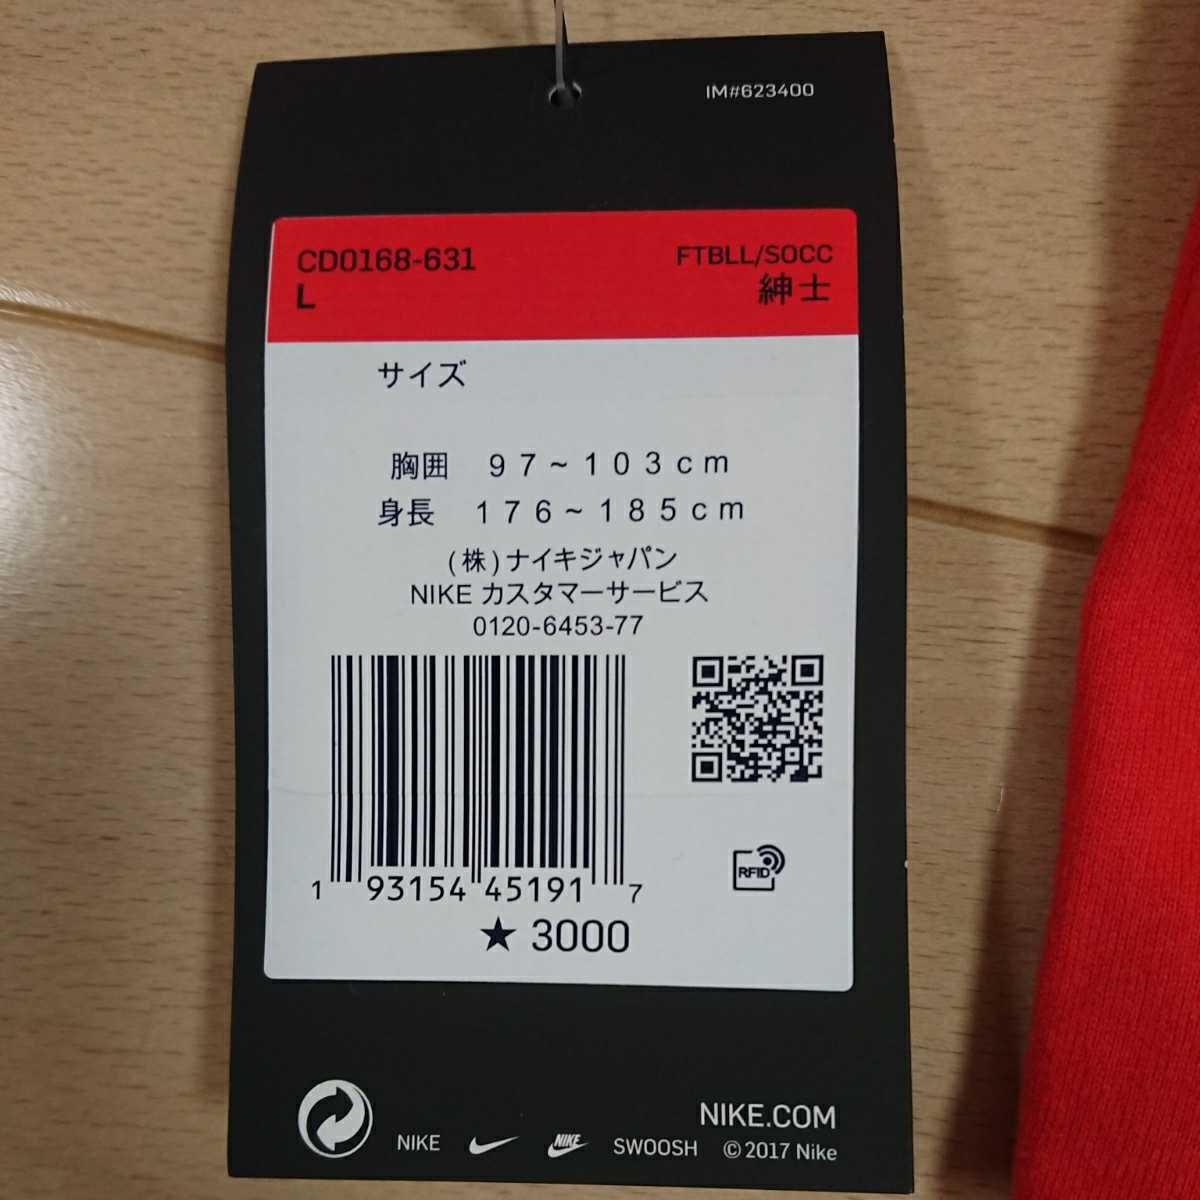 IM#623400
CD0168-631 FTBLL/SOCC
L 紳士
サイズ
胸囲 97~103cm
身長 176~185cm
(株)ナイキジャパン
NIKE カスタマーサービス
0120-6453-77
RFID
1 93154 45191 7
★ 3000
NIKE.COM
NIKE NIKE SWOOSH ©2017 Nike